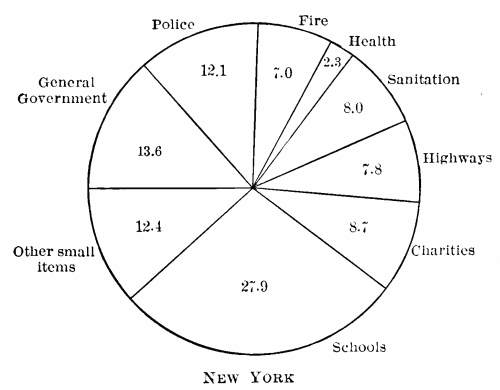 Police
Fire
Health
12.1
7.0
2.3
General
Government
Sanitation
8.0
13.6
7.8
Highways
12.4
8.7
Other small
items
Charities
27.9
Schools
NEW YORK